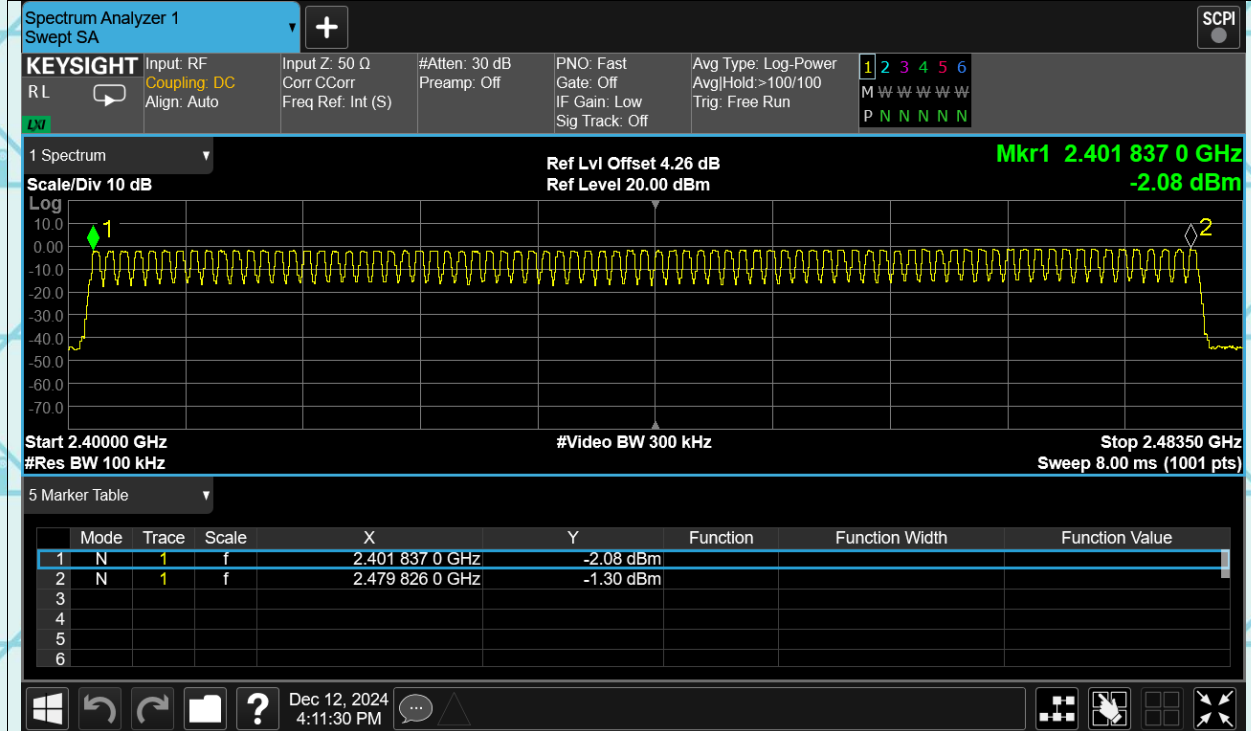 Spectrum Analyzer 1
Swept SA
SCPI
KEYSIGHT
R L
LXI
Input: RF
Coupling: DC
Align: Auto
Input Z: 50 Ω
Corr CCorr
Freq Ref: Int (S)
#Atten: 30 dB
Preamp: Off
PNO: Fast
Gate: Off
IF Gain: Low
Sig Track: Off
Avg Type: Log-Power
Avg|Hold:>100/100
Trig: Free Run
1 2 3 4 5 6
M W W W W W W
P N N N N N N
1 Spectrum
Scale/Div 10 dB
Ref Lvl Offset 4.26 dB
Ref Level 20.00 dBm
Mkr1 2.401 837 0 GHz
-2.08 dBm
Log
10.0
0.00
-10.0
-20.0
-30.0
-40.0
-50.0
-60.0
-70.0
1
2
Start 2.40000 GHz
#Res BW 100 kHz
#Video BW 300 kHz
Stop 2.48350 GHz
Sweep 8.00 ms (1001 pts)
5 Marker Table
Mode Trace Scale X Y Function Function Width Function Value
1 N 1 f 2.401 837 0 GHz -2.08 dBm
2 N 1 f 2.479 826 0 GHz -1.30 dBm
3
4
5
6
?
Dec 12, 2024
4:11:30 PM